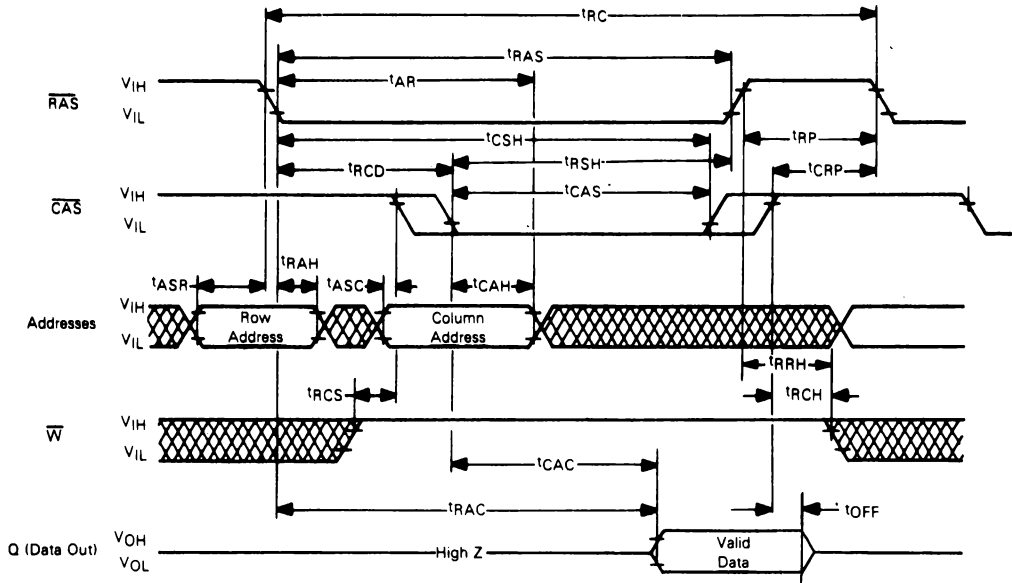 tRC
tRAS
tAR
RAS
VIH
VIL
tCSH
tRP
tRCD
tRSH
tCRP
CAS
VIH
VIL
tCAS
tASR
tRAH
tASC
tCAH
Addresses
VIH
VIL
Row
Address
Column
Address
tRRH
tRCS
tRCH
W
VIH
VIL
tCAC
tRAC
tOFF
Q (Data Out)
VOH
VOL
High Z
Valid
Data